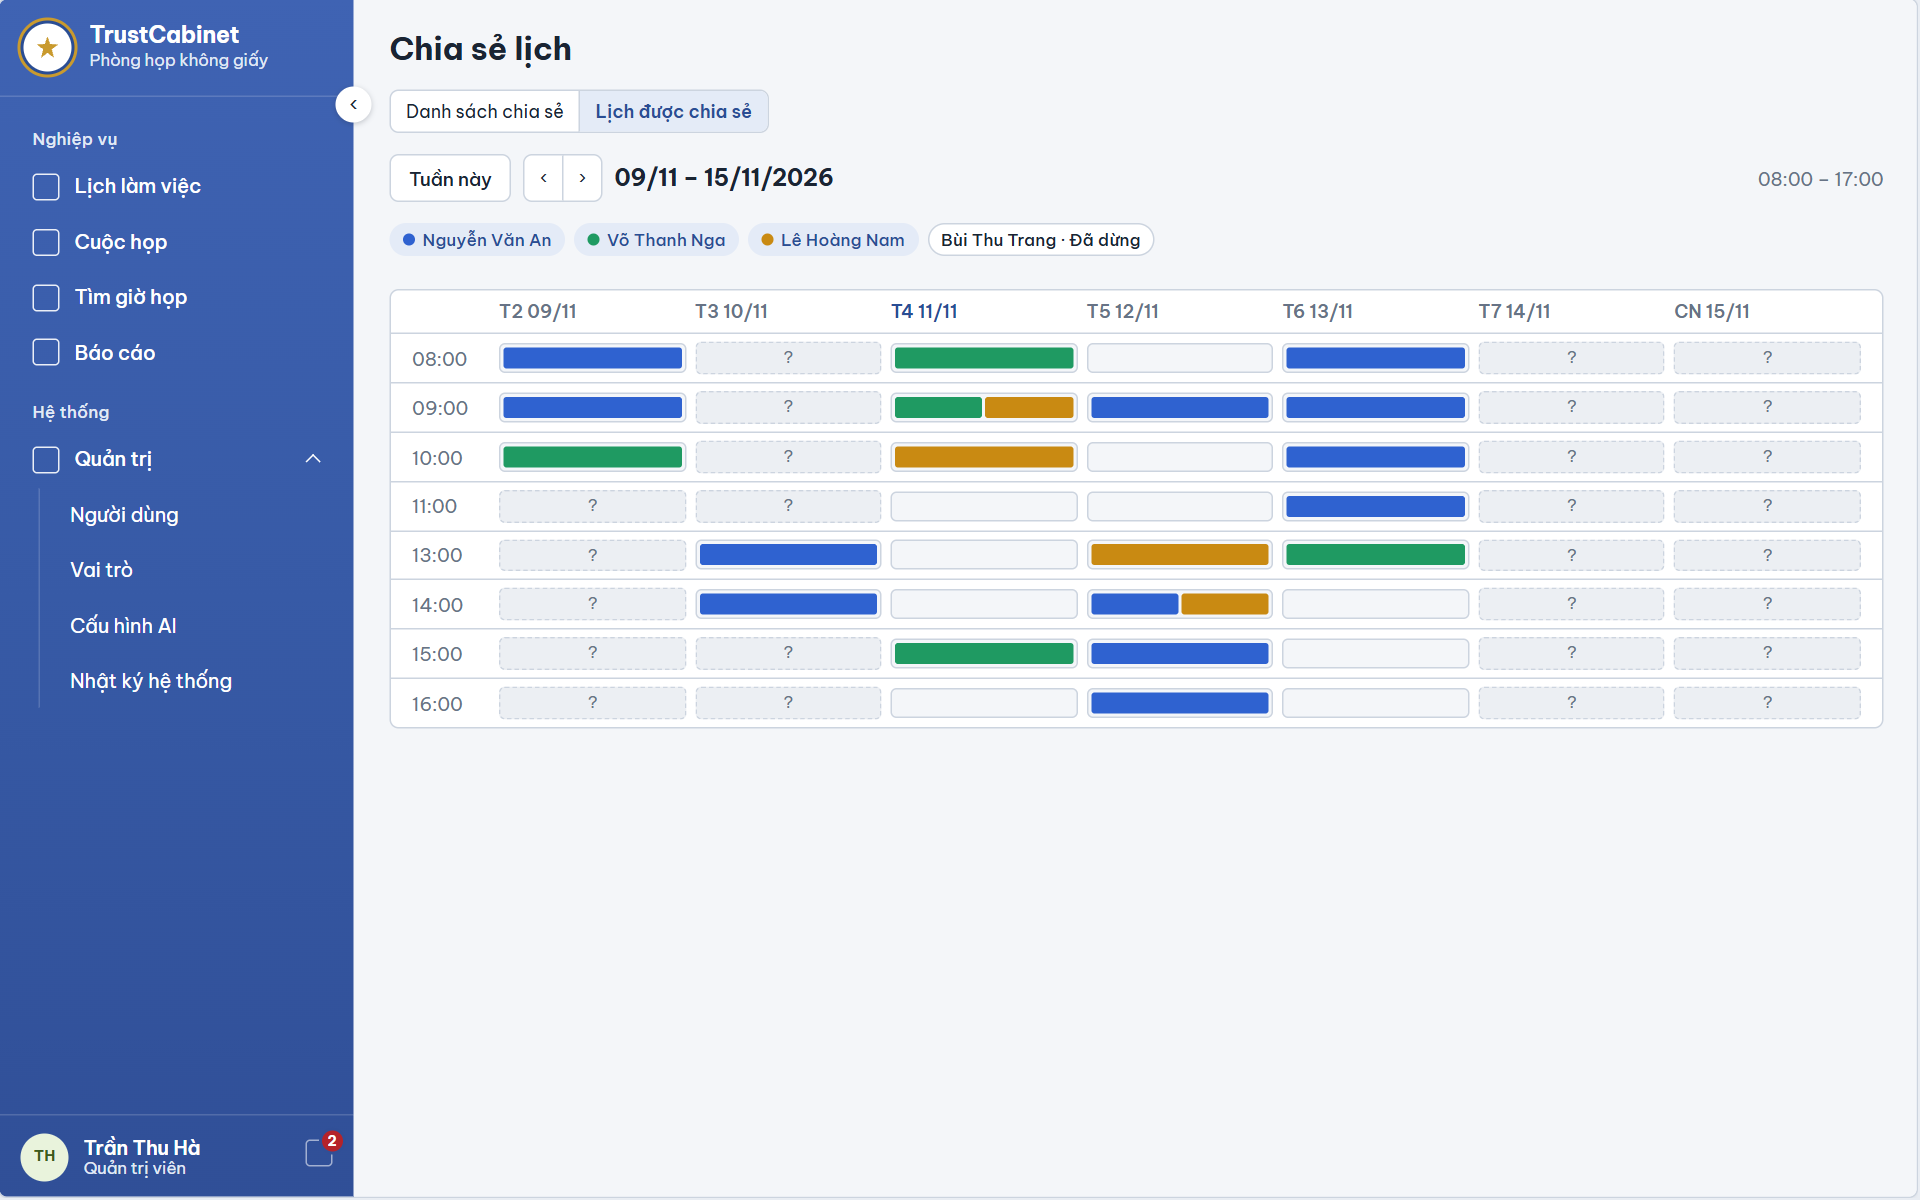 TrustCabinet
Phòng họp không giấy
Nghiệp vụ
Lịch làm việc
Cuộc họp
Tìm giờ họp
Báo cáo
Hệ thống
Quản trị
Người dùng
Vai trò
Cấu hình AI
Nhật ký hệ thống
TH
Trần Thu Hà
Quản trị viên
2
Chia sẻ lịch
Danh sách chia sẻ
Lịch được chia sẻ
Tuần này ‹ › 09/11 – 15/11/2026
08:00 – 17:00
Nguyễn Văn An
Võ Thanh Nga
Lê Hoàng Nam
Bùi Thu Trang · Đã dừng
T2 09/11 T3 10/11 T4 11/11 T5 12/11 T6 13/11 T7 14/11 CN 15/11
08:00 ? ? ?
09:00 ? ? ?
10:00 ? ? ?
11:00 ? ? ? ?
13:00 ? ? ?
14:00 ? ? ?
15:00 ? ? ? ?
16:00 ? ? ? ?